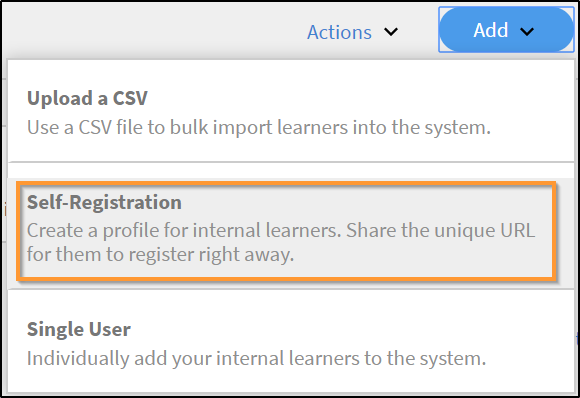 Actions
Add
Upload a CSV
Use a CSV file to bulk import learners into the system.
Self-Registration
Create a profile for internal learners. Share the unique URL
for them to register right away.
Single User
Individually add your internal learners to the system.